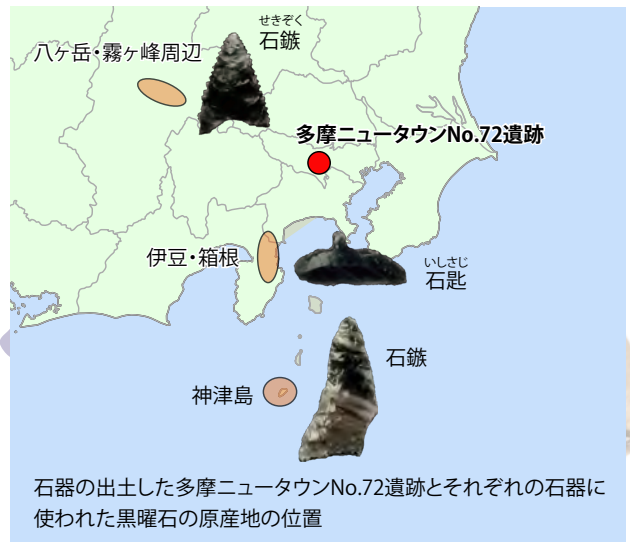 せきぞく
石鏃
八ヶ岳・霧ヶ峰周辺
多摩ニュータウンNo.72遺跡
伊豆・箱根
いしさじ
石匙
石鏃
神津島
石器の出土した多摩ニュータウンNo.72遺跡とそれぞれの石器に
使われた黒曜石の原産地の位置